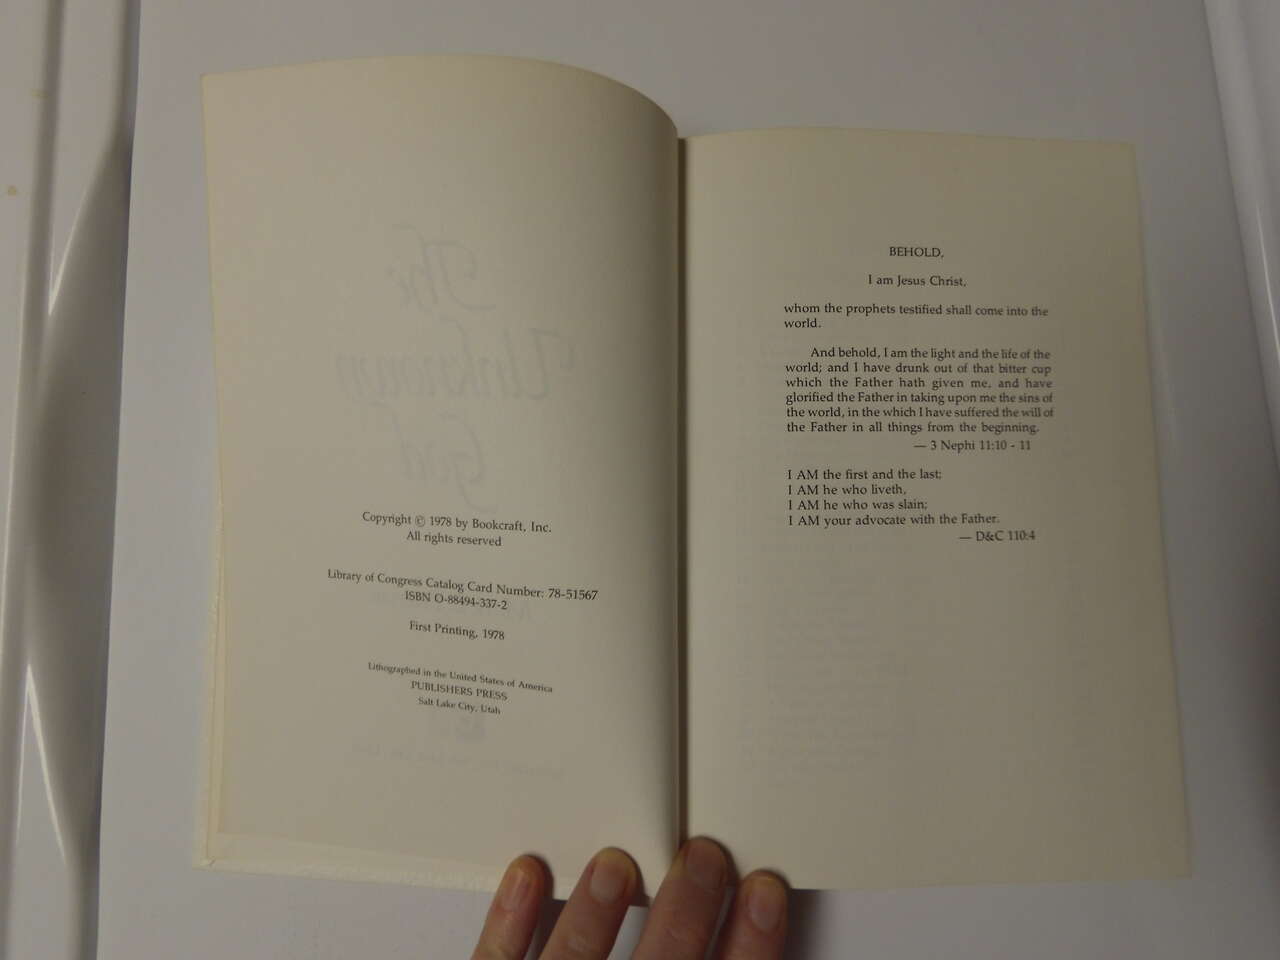 The
Unknown
God
Copyright © 1978 by Bookcraft, Inc.
All rights reserved
Library of Congress Catalog Card Number: 78-51567
ISBN O-88494-337-2
First Printing, 1978
Lithographed in the United States of America
PUBLISHERS PRESS
Salt Lake City, Utah
BEHOLD,
I am Jesus Christ,
whom the prophets testified shall come into the
world.
And behold, I am the light and the life of the
world; and I have drunk out of that bitter cup
which the Father hath given me, and have
glorified the Father in taking upon me the sins of
the world, in the which I have suffered the will of
the Father in all things from the beginning.
— 3 Nephi 11:10 - 11
I AM the first and the last;
I AM he who liveth,
I AM he who was slain;
I AM your advocate with the Father.
— D&C 110:4